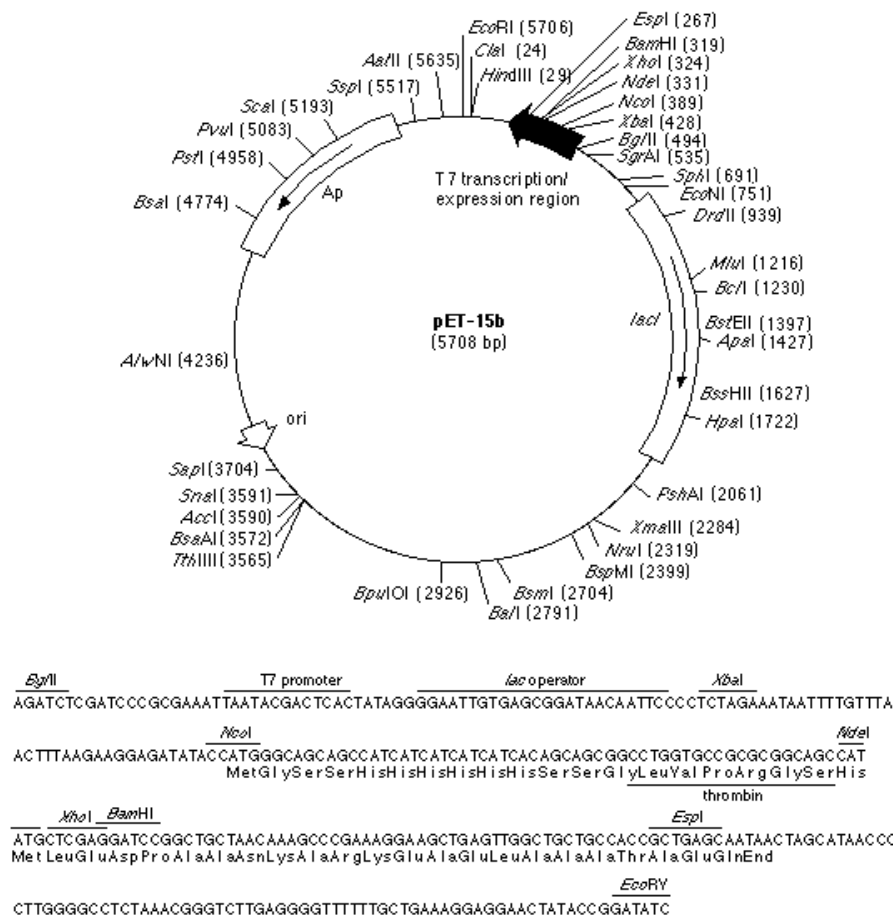 EcoRI (5706)
ClaI (24)
HindIII (29)
AatII (5635)
SspI (5517)
ScaI (5193)
PvuI (5083)
PstI (4958)
BsaI (4774)
Ap
EspI (267)
BamHI (319)
XhoI (324)
NdeI (331)
NcoI (389)
XbaI (428)
BglII (494)
SgrAI (535)
SphI (691)
EcoNI (751)
DrdII (939)
T7 transcription/
expression region
MluI (1216)
BclI (1230)
lacI
BstEII (1397)
ApaI (1427)
pET-15b
(5708 bp)
AlwNI (4236)
BssHII (1627)
HpaI (1722)
ori
SapI (3704)
SnaI (3591)
AccI (3590)
BsaAI (3572)
TthIIII (3565)
PshAI (2061)
XmaIII (2284)
NruI (2319)
BspMI (2399)
BsmI (2704)
BalI (2791)
BpuIOI (2926)
BglII T7 promoter lac operator XbaI
AGATCTCGATCCCGCGAAATTAATACGACTCACTATAGGGGAATTGTGAGCGGATAACAATTCCCCTCTAGAAATAATTTTGTTTA
NcoI NdeI
ACTTTAAGAAGGAGATATACCATGGGCAGCAGCCATCATCATCATCATCACAGCAGCGGCCTGGTGCCGCGCGGCAGCCAT
MetGlySerSerHisHisHisHisHisHisSerSerGlyLeuValProArgGlySerHis
thrombin
XhoI BamHI EspI
ATGCTCGAGGATCCGGCTGCTAACAAAGCCCGAAAGGAAGCTGAGTTGGCTGCTGCCACCGCTGAGCAATAACTAGCATAACCC
MetLeuGluAspProAlaAlaAsnLysAlaArgLysGluAlaGluLeuAlaAlaAlaThrAlaGluGlnEnd
EcoRV
CTTGGGGCCTCTAAACGGGTCTTGAGGGGTTTTTTGCTGAAAGGAGGAACTATACCGGATATC